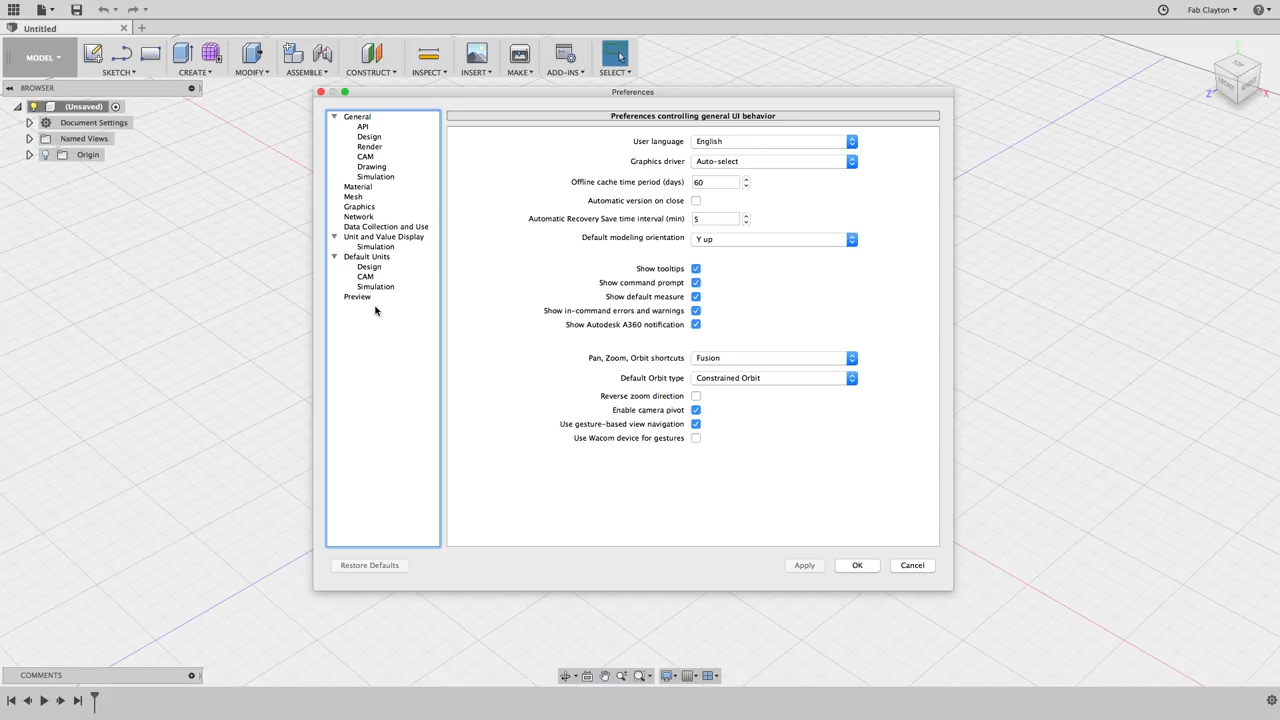 Fab Clayton
Untitled
MODEL
SKETCH
CREATE
MODIFY
ASSEMBLE
CONSTRUCT
INSPECT
INSERT
MAKE
ADD-INS
SELECT
BROWSER
(Unsaved)
Document Settings
Named Views
Origin
TOP
FRONT
RIGHT
Z
X
Y
Preferences
General
API
Design
Render
CAM
Drawing
Simulation
Material
Mesh
Graphics
Network
Data Collection and Use
Unit and Value Display
Simulation
Default Units
Design
CAM
Simulation
Preview
Preferences controlling general UI behavior
User language English
Graphics driver Auto-select
Offline cache time period (days) 60
Automatic version on close
Automatic Recovery Save time interval (min) 5
Default modeling orientation Y up
Show tooltips
Show command prompt
Show default measure
Show in-command errors and warnings
Show Autodesk A360 notification
Pan, Zoom, Orbit shortcuts Fusion
Default Orbit type Constrained Orbit
Reverse zoom direction
Enable camera pivot
Use gesture-based view navigation
Use Wacom device for gestures
Restore Defaults
Apply
OK
Cancel
COMMENTS